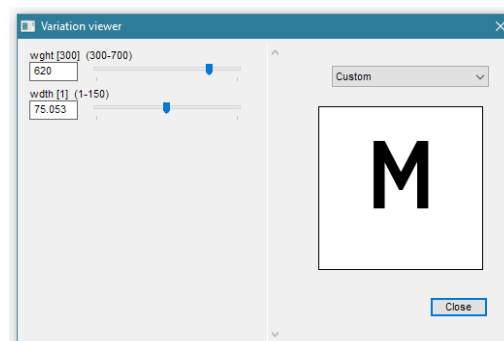 Variation viewer
wght [300] (300-700)
620
wdth [1] (1-150)
75.053
Custom
M
Close